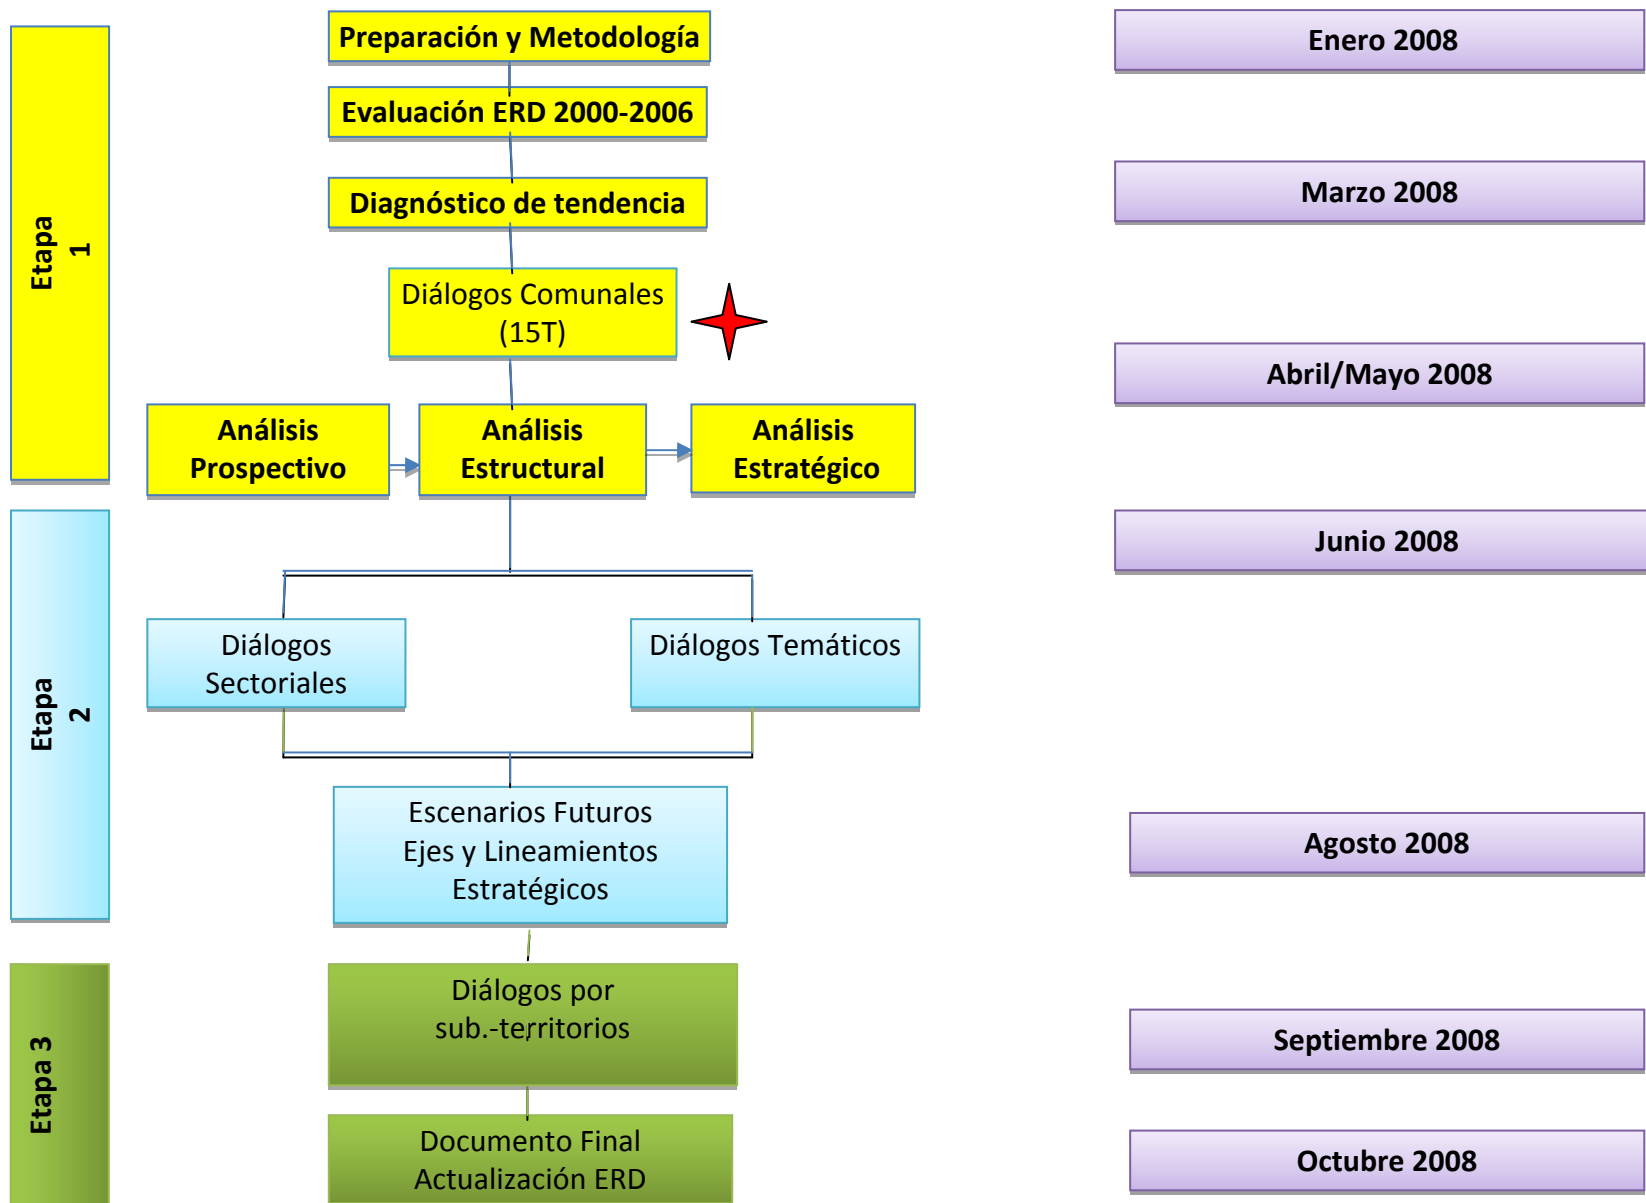 Etapa
1
Preparación y Metodología
Enero 2008
Evaluación ERD 2000-2006
Diagnóstico de tendencia
Marzo 2008
Diálogos Comunales
(15T)
Abril/Mayo 2008
Análisis
Prospectivo
Análisis
Estructural
Análisis
Estratégico
Etapa
2
Junio 2008
Diálogos
Sectoriales
Diálogos Temáticos
Escenarios Futuros
Ejes y Lineamientos
Estratégicos
Agosto 2008
Etapa 3
Diálogos por
sub.-territorios
Septiembre 2008
Documento Final
Actualización ERD
Octubre 2008